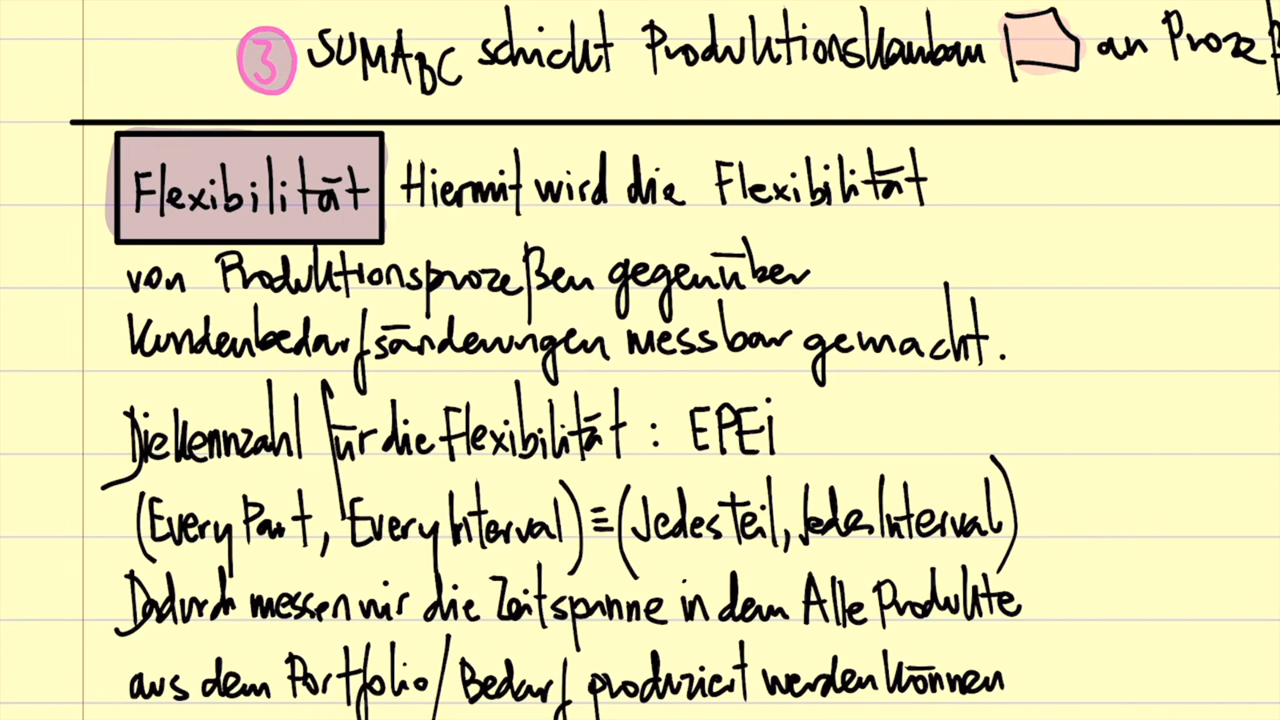 3 SUMABC schickt Produktionskanban an Prozeß
Flexibilität Hiermit wird die Flexibilität
von Produktionsprozeßen gegenüber
Kundenbedarfsänderungen messbar gemacht.
Die Kennzahl für die Flexibilität : EPEi
(Every Part, Every Interval) ≡ (Jedes Teil, Jedes Interval)
Dadurch messen wir die Zeitspanne in dem Alle Produkte
aus dem Portfolio/Bedarf produziert werden können